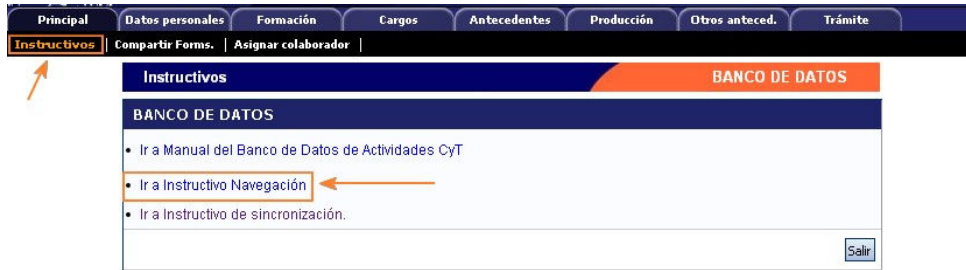 Principal Datos personales Formación Cargos Antecedentes Producción Otros anteced. Trámite
Instructivos | Compartir Forms. | Asignar colaborador |
Instructivos BANCO DE DATOS
BANCO DE DATOS
• Ir a Manual del Banco de Datos de Actividades CyT
• Ir a Instructivo Navegación
• Ir a Instructivo de sincronización.
Salir